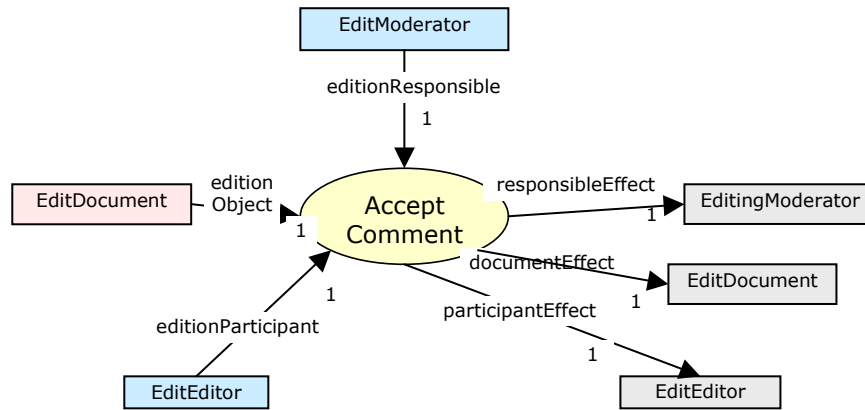 EditModerator
editionResponsible
1
edition
Object
EditDocument
1
Accept
Comment
responsibleEffect
1
EditingModerator
documentEffect
1
EditDocument
editionParticipant
1
participantEffect
1
EditEditor
EditEditor